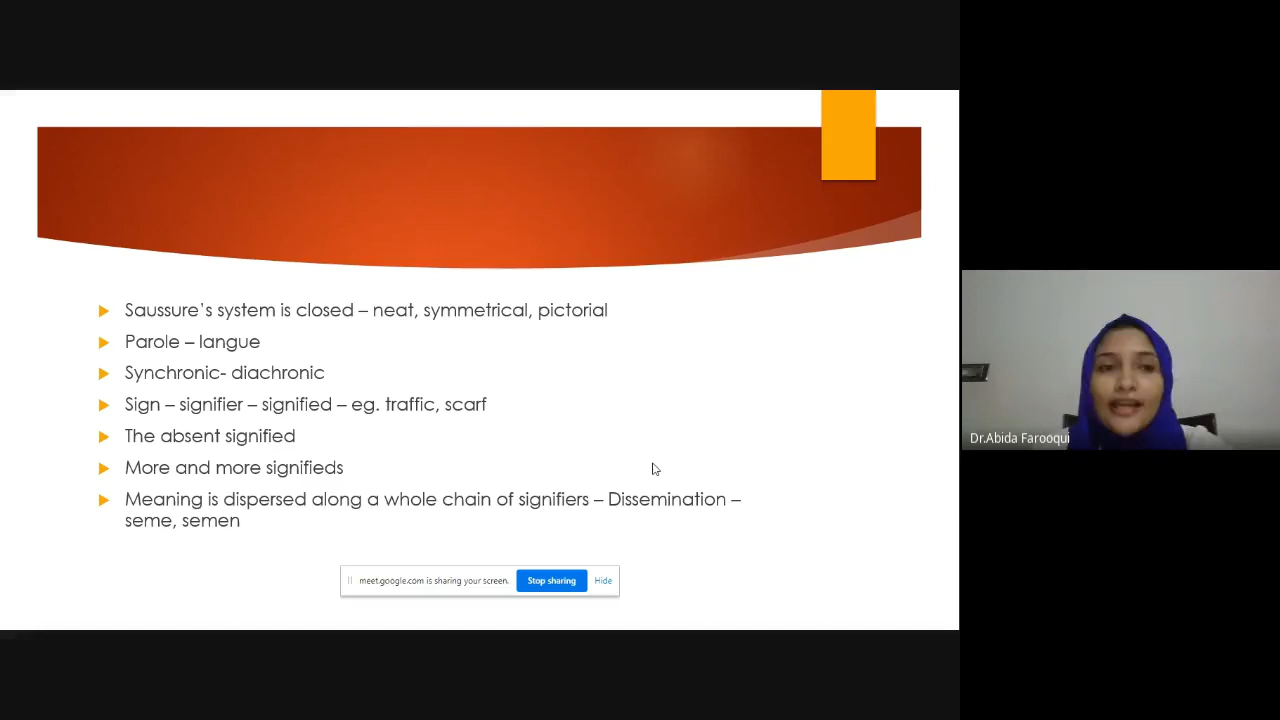 Saussure's system is closed – neat, symmetrical, pictorial
Parole – langue
Synchronic- diachronic
Sign – signifier – signified – eg. traffic, scarf
The absent signified
More and more signifieds
Meaning is dispersed along a whole chain of signifiers – Dissemination –
seme, semen
meet.google.com is sharing your screen. Stop sharing Hide
Dr.Abida Farooqui